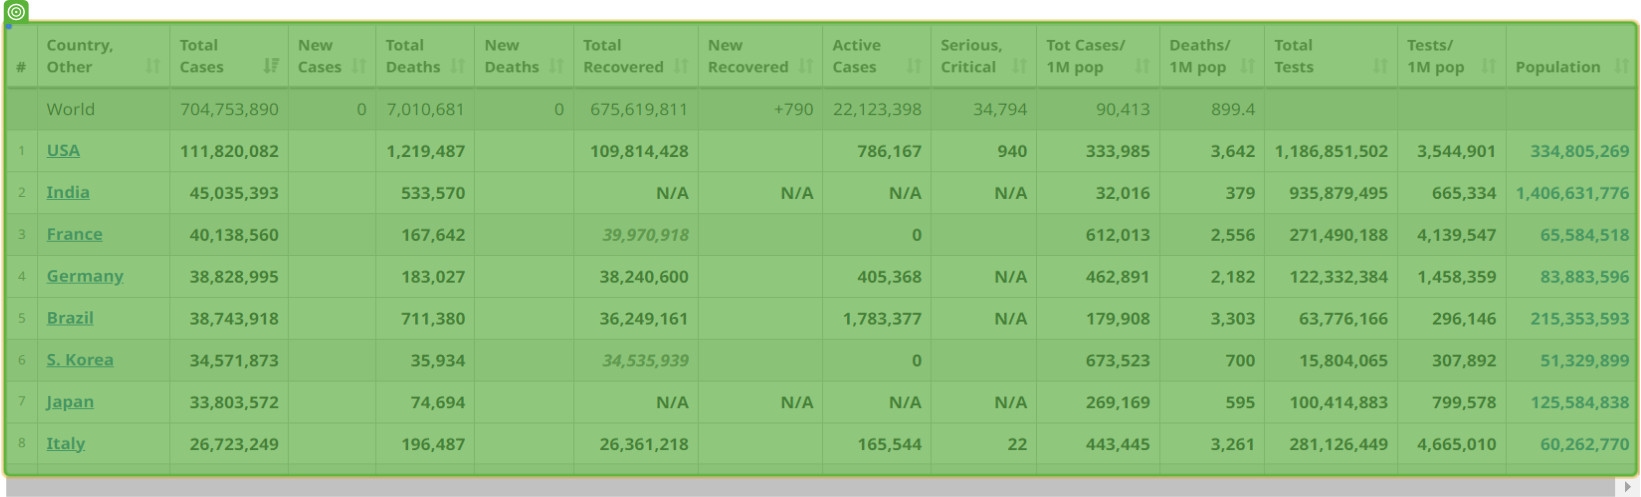 # Country, Other Total Cases New Cases Total Deaths New Deaths Total Recovered New Recovered Active Cases Serious, Critical Tot Cases/ 1M pop Deaths/ 1M pop Total Tests Tests/ 1M pop Population
World 704,753,890 0 7,010,681 0 675,619,811 +790 22,123,398 34,794 90,413 899.4
1 USA 111,820,082 1,219,487 109,814,428 786,167 940 333,985 3,642 1,186,851,502 3,544,901 334,805,269
2 India 45,035,393 533,570 N/A N/A N/A N/A 32,016 379 935,879,495 665,334 1,406,631,776
3 France 40,138,560 167,642 39,970,918 0 612,013 2,556 271,490,188 4,139,547 65,584,518
4 Germany 38,828,995 183,027 38,240,600 405,368 N/A 462,891 2,182 122,332,384 1,458,359 83,883,596
5 Brazil 38,743,918 711,380 36,249,161 1,783,377 N/A 179,908 3,303 63,776,166 296,146 215,353,593
6 S. Korea 34,571,873 35,934 34,535,939 0 673,523 700 15,804,065 307,892 51,329,899
7 Japan 33,803,572 74,694 N/A N/A N/A N/A 269,169 595 100,414,883 799,578 125,584,838
8 Italy 26,723,249 196,487 26,361,218 165,544 22 443,445 3,261 281,126,449 4,665,010 60,262,770